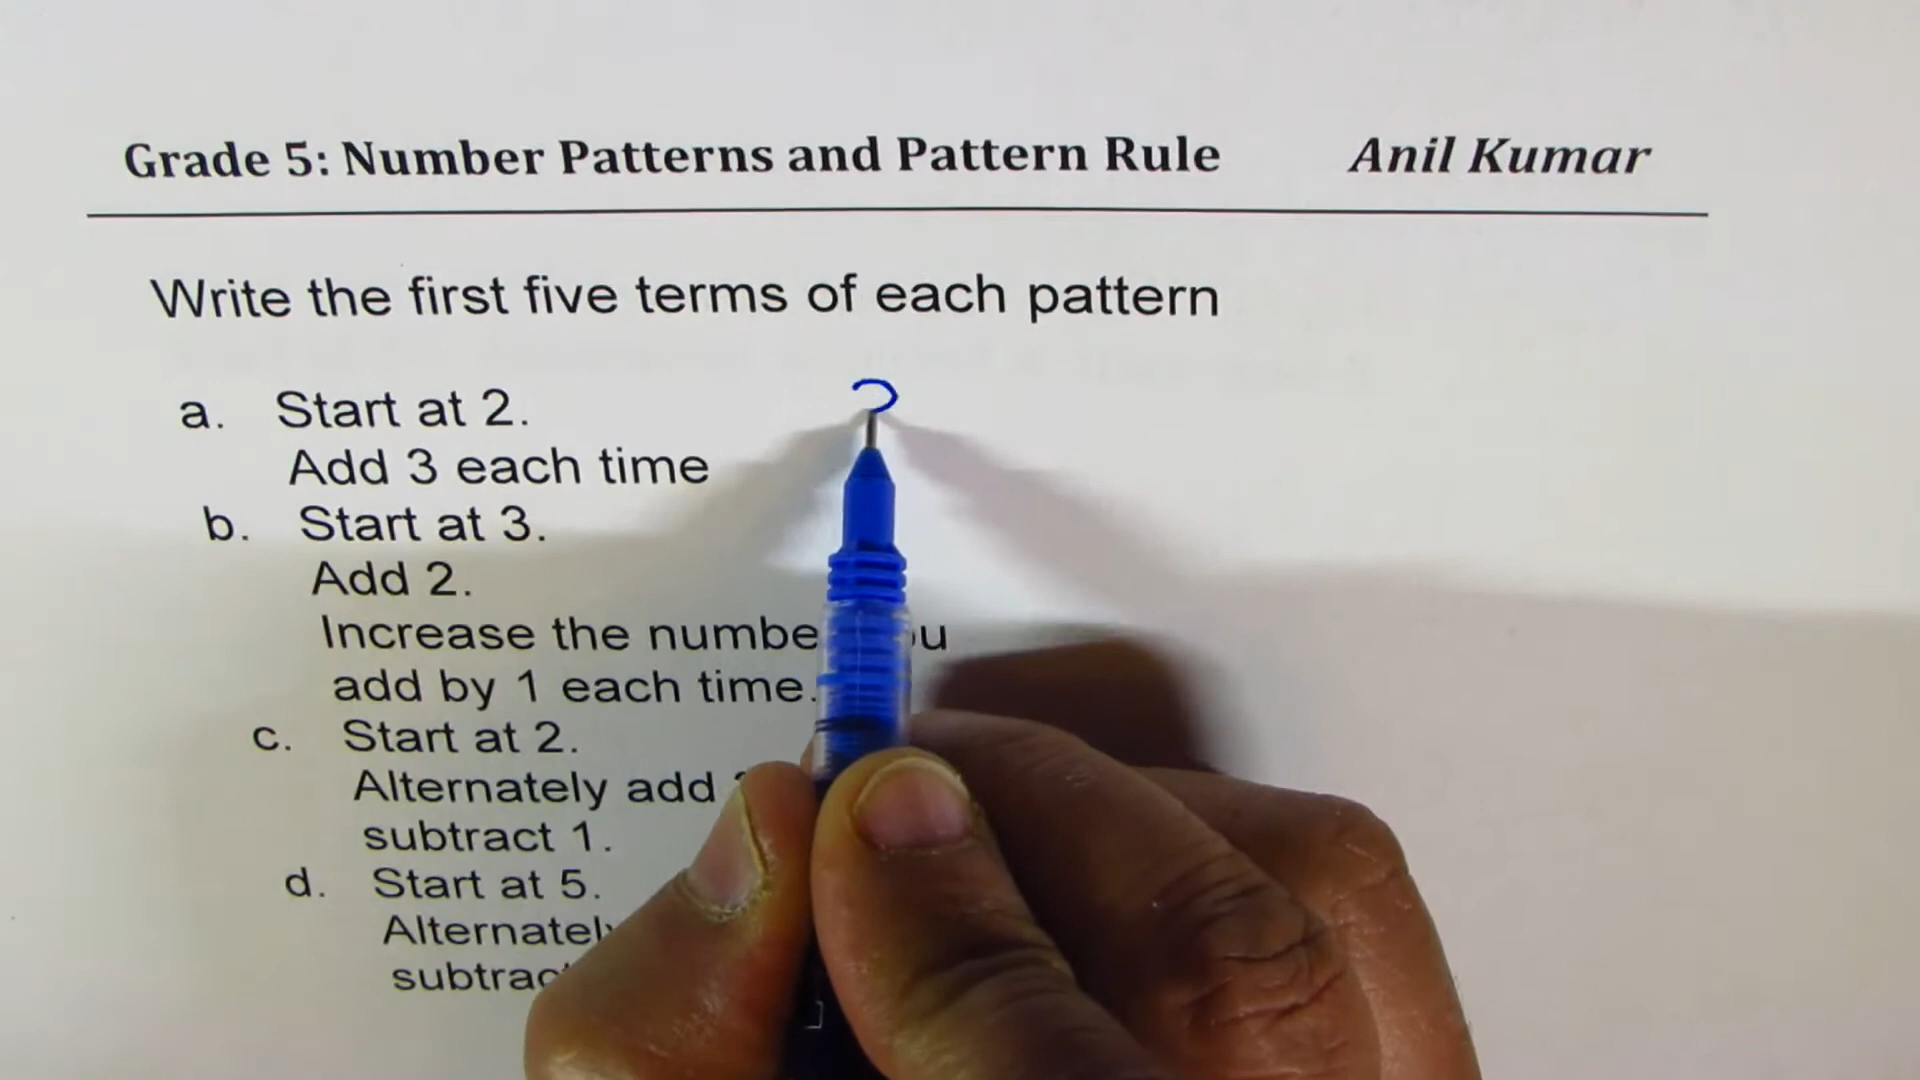 Grade 5: Number Patterns and Pattern Rule Anil Kumar
Write the first five terms of each pattern
a. Start at 2.
Add 3 each time
b. Start at 3.
Add 2.
Increase the
add by 1 each time.
c. Start at 2.
Alternately add
subtract 1.
d. Start at 5.